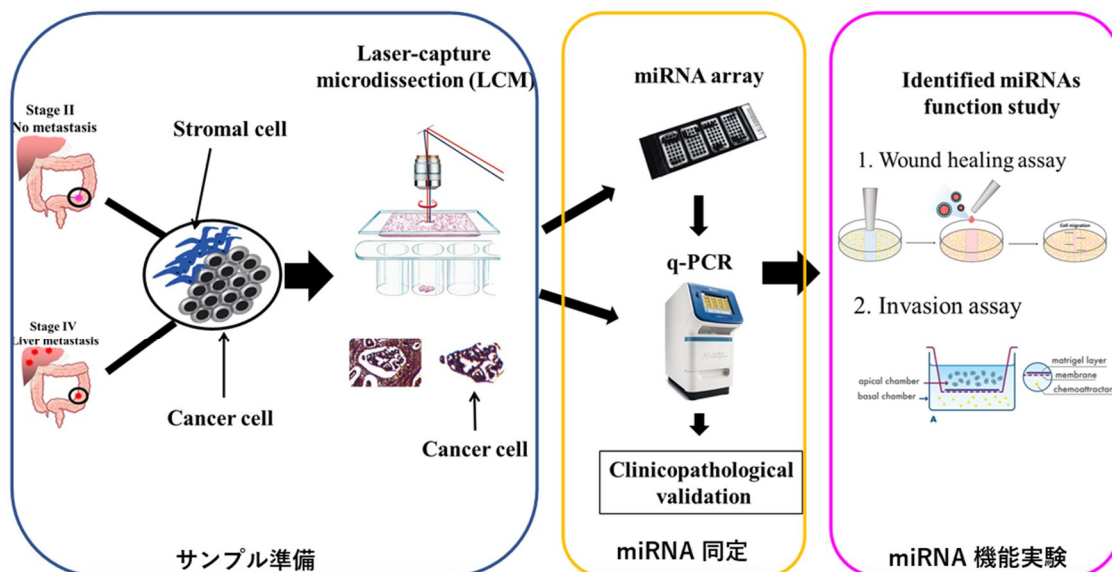 Stage II
No metastasis
Stromal cell
Stage IV
Liver metastasis
Cancer cell
Laser-capture
microdissection (LCM)
Cancer cell
サンプル準備
miRNA array
q-PCR
Clinicopathological
validation
miRNA 同定
Identified miRNAs
function study
1. Wound healing assay
Cell migration
2. Invasion assay
apical chamber
basal chamber
matrigel layer
membrane
chemoattractant
A
miRNA 機能実験